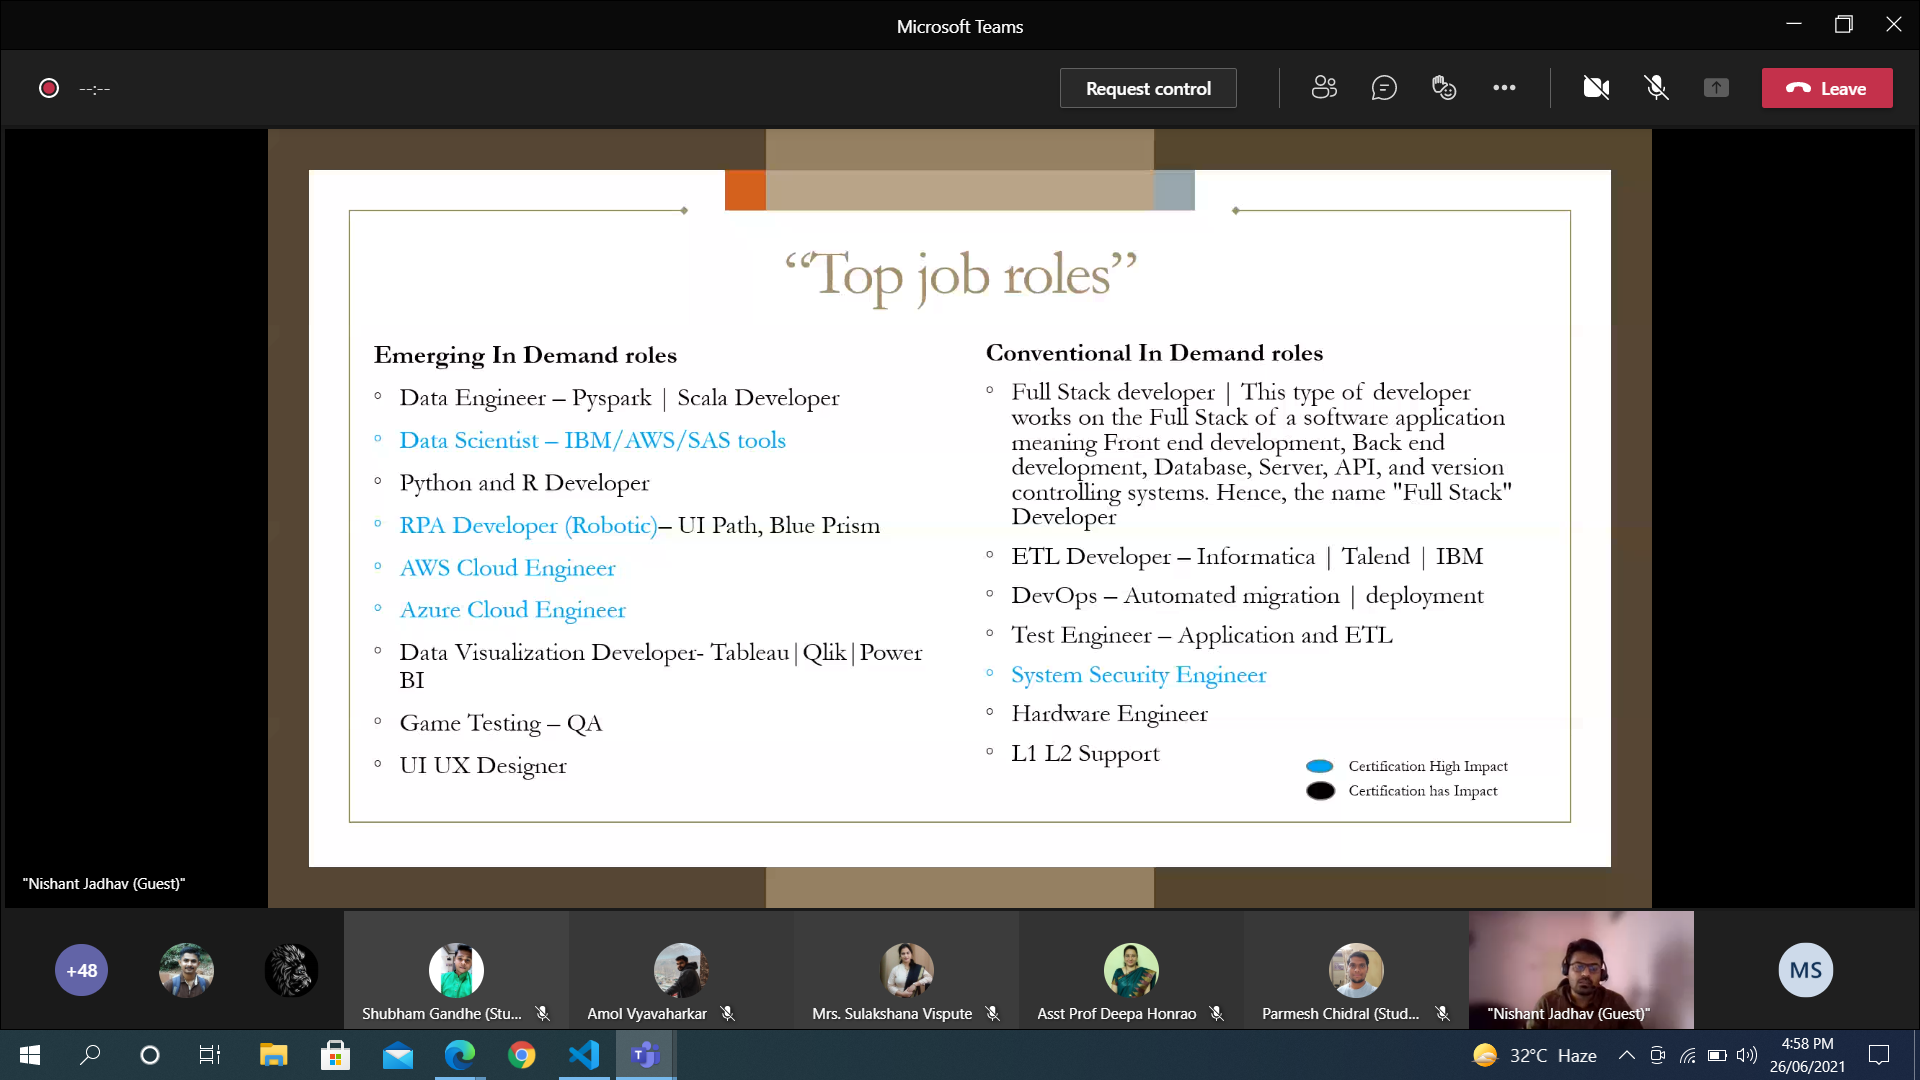 Microsoft Teams
--:--
Request control
Leave
“Top job roles”
Emerging In Demand roles
Data Engineer – Pyspark | Scala Developer
Data Scientist – IBM/AWS/SAS tools
Python and R Developer
RPA Developer (Robotic)– UI Path, Blue Prism
AWS Cloud Engineer
Azure Cloud Engineer
Data Visualization Developer- Tableau|Qlik|Power
BI
Game Testing – QA
UI UX Designer
Conventional In Demand roles
Full Stack developer | This type of developer
works on the Full Stack of a software application
meaning Front end development, Back end
development, Database, Server, API, and version
controlling systems. Hence, the name "Full Stack"
Developer
ETL Developer – Informatica | Talend | IBM
DevOps – Automated migration | deployment
Test Engineer – Application and ETL
System Security Engineer
Hardware Engineer
L1 L2 Support
Certification High Impact
Certification has Impact
"Nishant Jadhav (Guest)"
+48
Shubham Gandhe (Stu...
Amol Vyavaharkar
Mrs. Sulakshana Vispute
Asst Prof Deepa Honrao
Parmesh Chidral (Stud...
"Nishant Jadhav (Guest)"
MS
32°C Haze
4:58 PM
26/06/2021